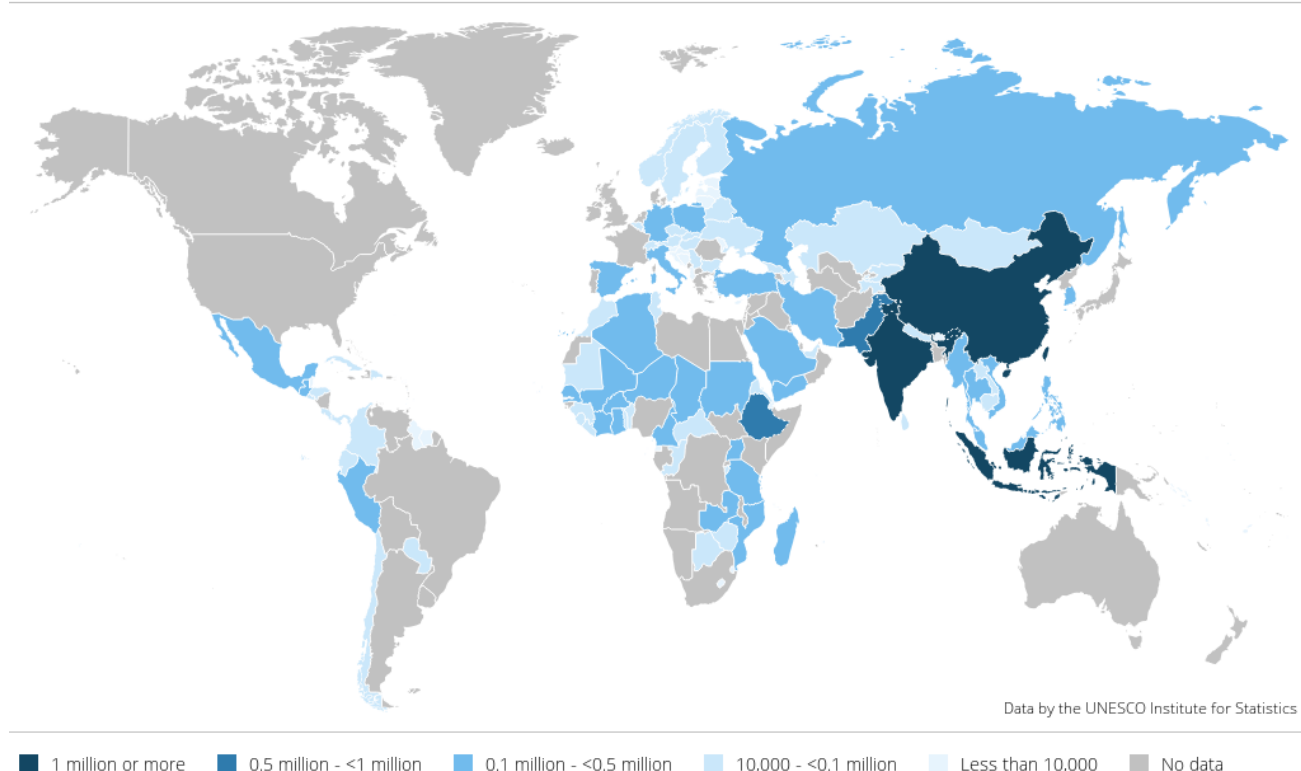 Data by the UNESCO Institute for Statistics
1 million or more 0.5 million - <1 million 0.1 million - <0.5 million 10,000 - <0.1 million Less than 10,000 No data